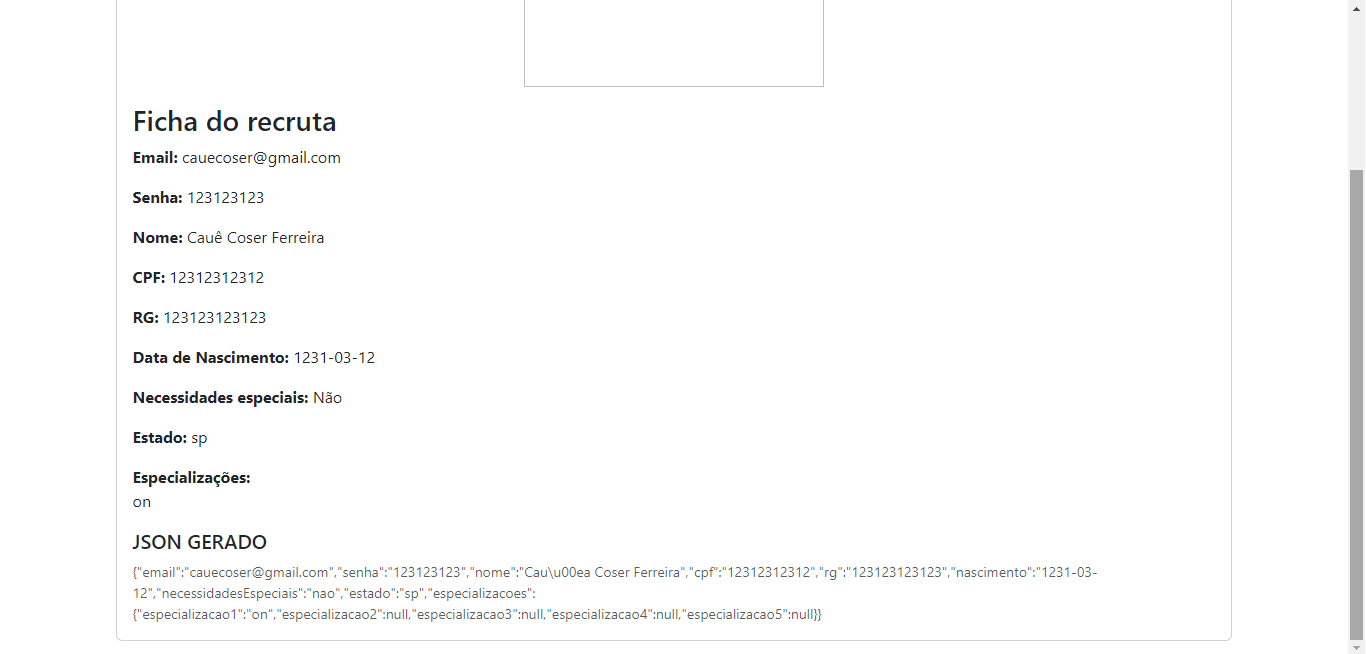 Ficha do recruta
Email: cauecoser@gmail.com
Senha: 123123123
Nome: Cauê Coser Ferreira
CPF: 12312312312
RG: 123123123123
Data de Nascimento: 1231-03-12
Necessidades especiais: Não
Estado: sp
Especializações:
on
JSON GERADO
{"email":"cauecoser@gmail.com","senha":"123123123","nome":"Cau\u00ea Coser Ferreira","cpf":"12312312312","rg":"123123123123","nascimento":"1231-03-
12","necessidadesEspeciais":"nao","estado":"sp","especializacoes":
{"especializacao1":"on","especializacao2":null,"especializacao3":null,"especializacao4":null,"especializacao5":null}}